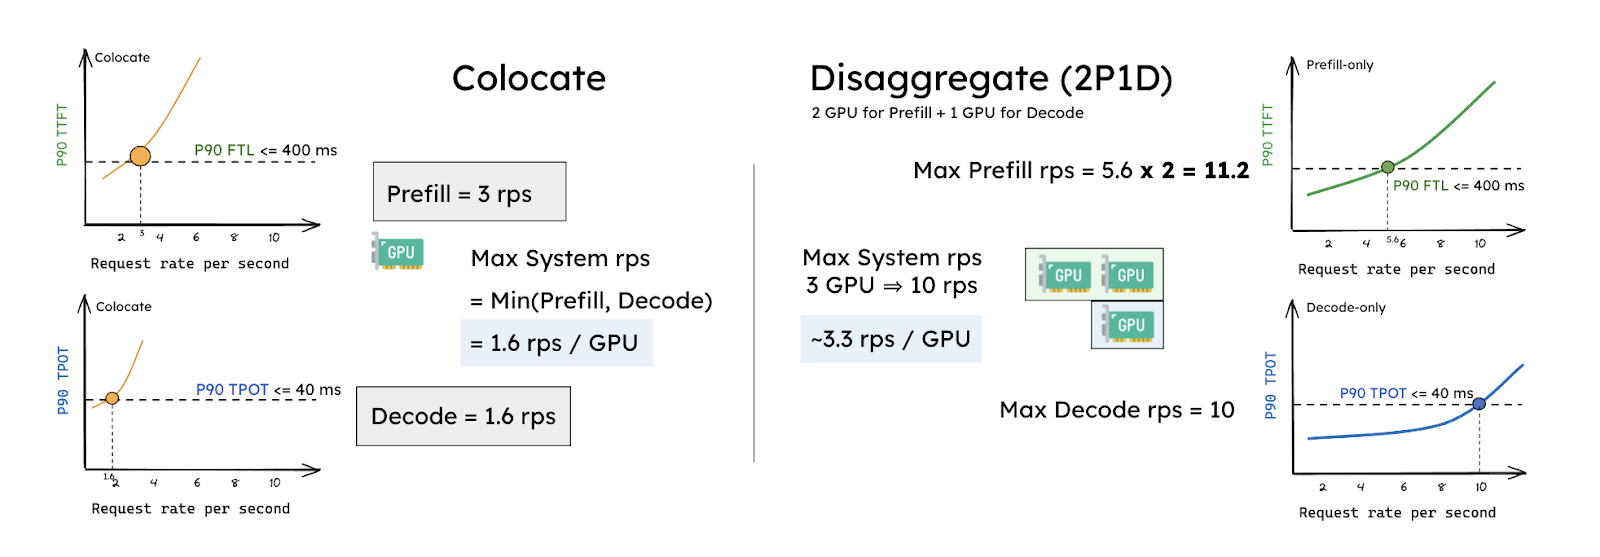 Colocate
P90 TTFT
P90 FTL <= 400 ms
2 3 4 6 8 10
Request rate per second
Colocate
P90 TPOT
P90 TPOT <= 40 ms
1.6 2 4 6 8 10
Request rate per second
Colocate
Prefill = 3 rps
GPU
Max System rps
= Min(Prefill, Decode)
= 1.6 rps / GPU
Decode = 1.6 rps
Disaggregate (2P1D)
2 GPU for Prefill + 1 GPU for Decode
Max Prefill rps = 5.6 x 2 = 11.2
Max System rps
3 GPU ⇒ 10 rps
~3.3 rps / GPU
GPU GPU
GPU
Max Decode rps = 10
Prefill-only
P90 TTFT
P90 FTL <= 400 ms
2 4 5.6 6 8 10
Request rate per second
Decode-only
P90 TPOT
P90 TPOT <= 40 ms
2 4 6 8 10
Request rate per second